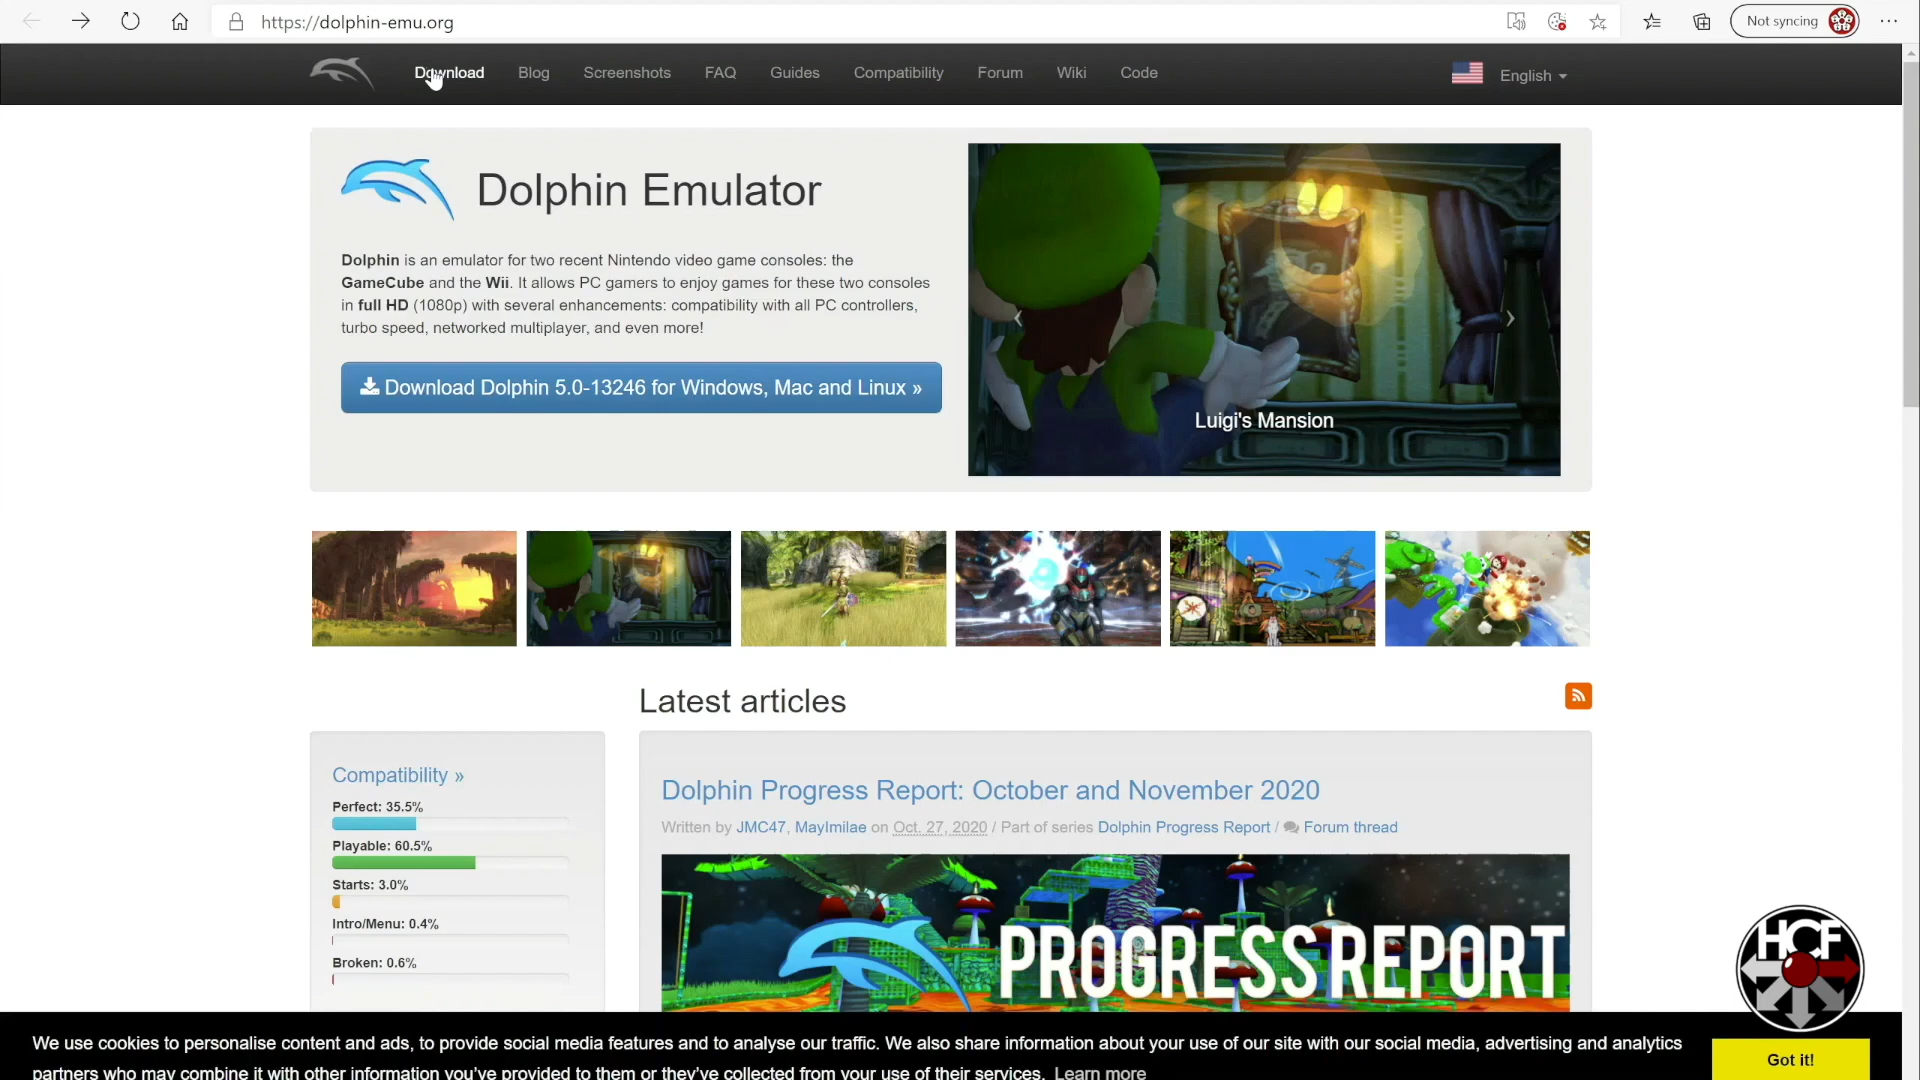 https://dolphin-emu.org
Not syncing
Download Blog Screenshots FAQ Guides Compatibility Forum Wiki Code English
Dolphin Emulator
Dolphin is an emulator for two recent Nintendo video game consoles: the
GameCube and the Wii. It allows PC gamers to enjoy games for these two consoles
in full HD (1080p) with several enhancements: compatibility with all PC controllers,
turbo speed, networked multiplayer, and even more!
Download Dolphin 5.0-13246 for Windows, Mac and Linux »
Luigi's Mansion
Latest articles
Compatibility »
Perfect: 35.5%
Playable: 60.5%
Starts: 3.0%
Intro/Menu: 0.4%
Broken: 0.6%
Dolphin Progress Report: October and November 2020
Written by JMC47, MayImilae on Oct. 27, 2020 / Part of series Dolphin Progress Report / Forum thread
PROGRESS REPORT
HCF
We use cookies to personalise content and ads, to provide social media features and to analyse our traffic. We also share information about your use of our site with our social media, advertising and analytics
partners who may combine it with other information you've provided to them or they've collected from your use of their services. Learn more
Got it!